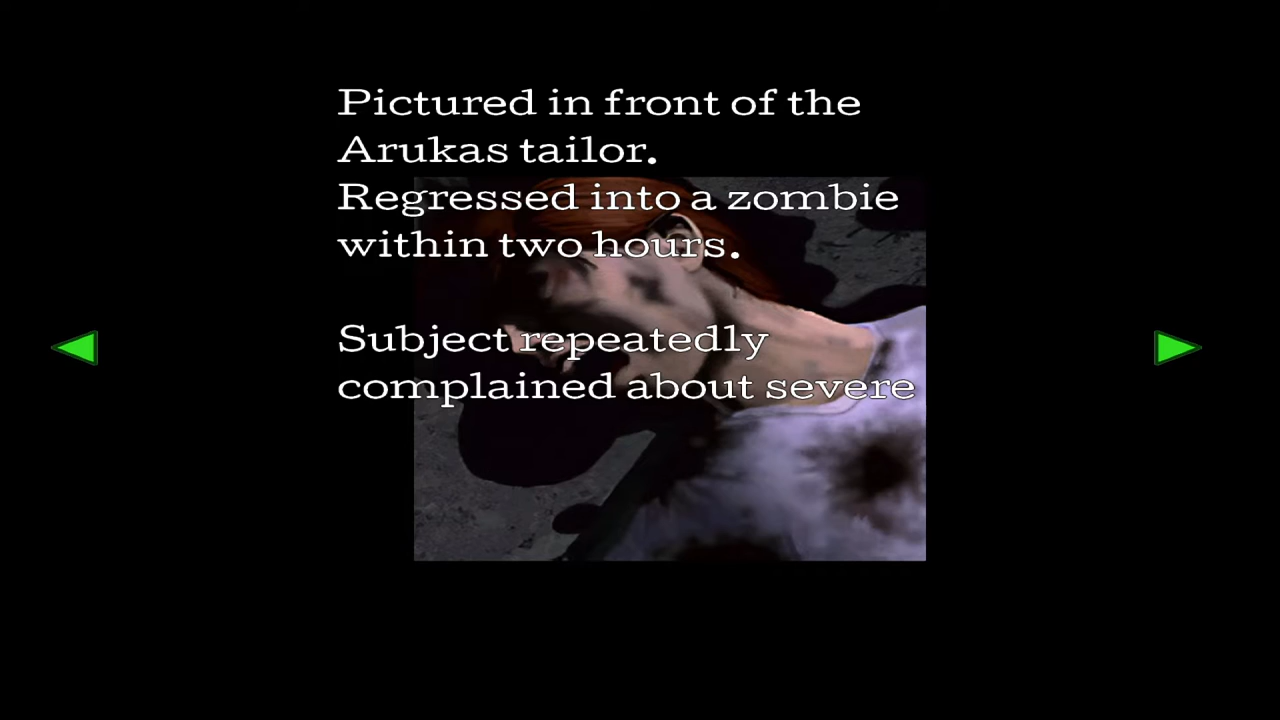 Pictured in front of the
Arukas tailor.
Regressed into a zombie
within two hours.
Subject repeatedly
complained about severe